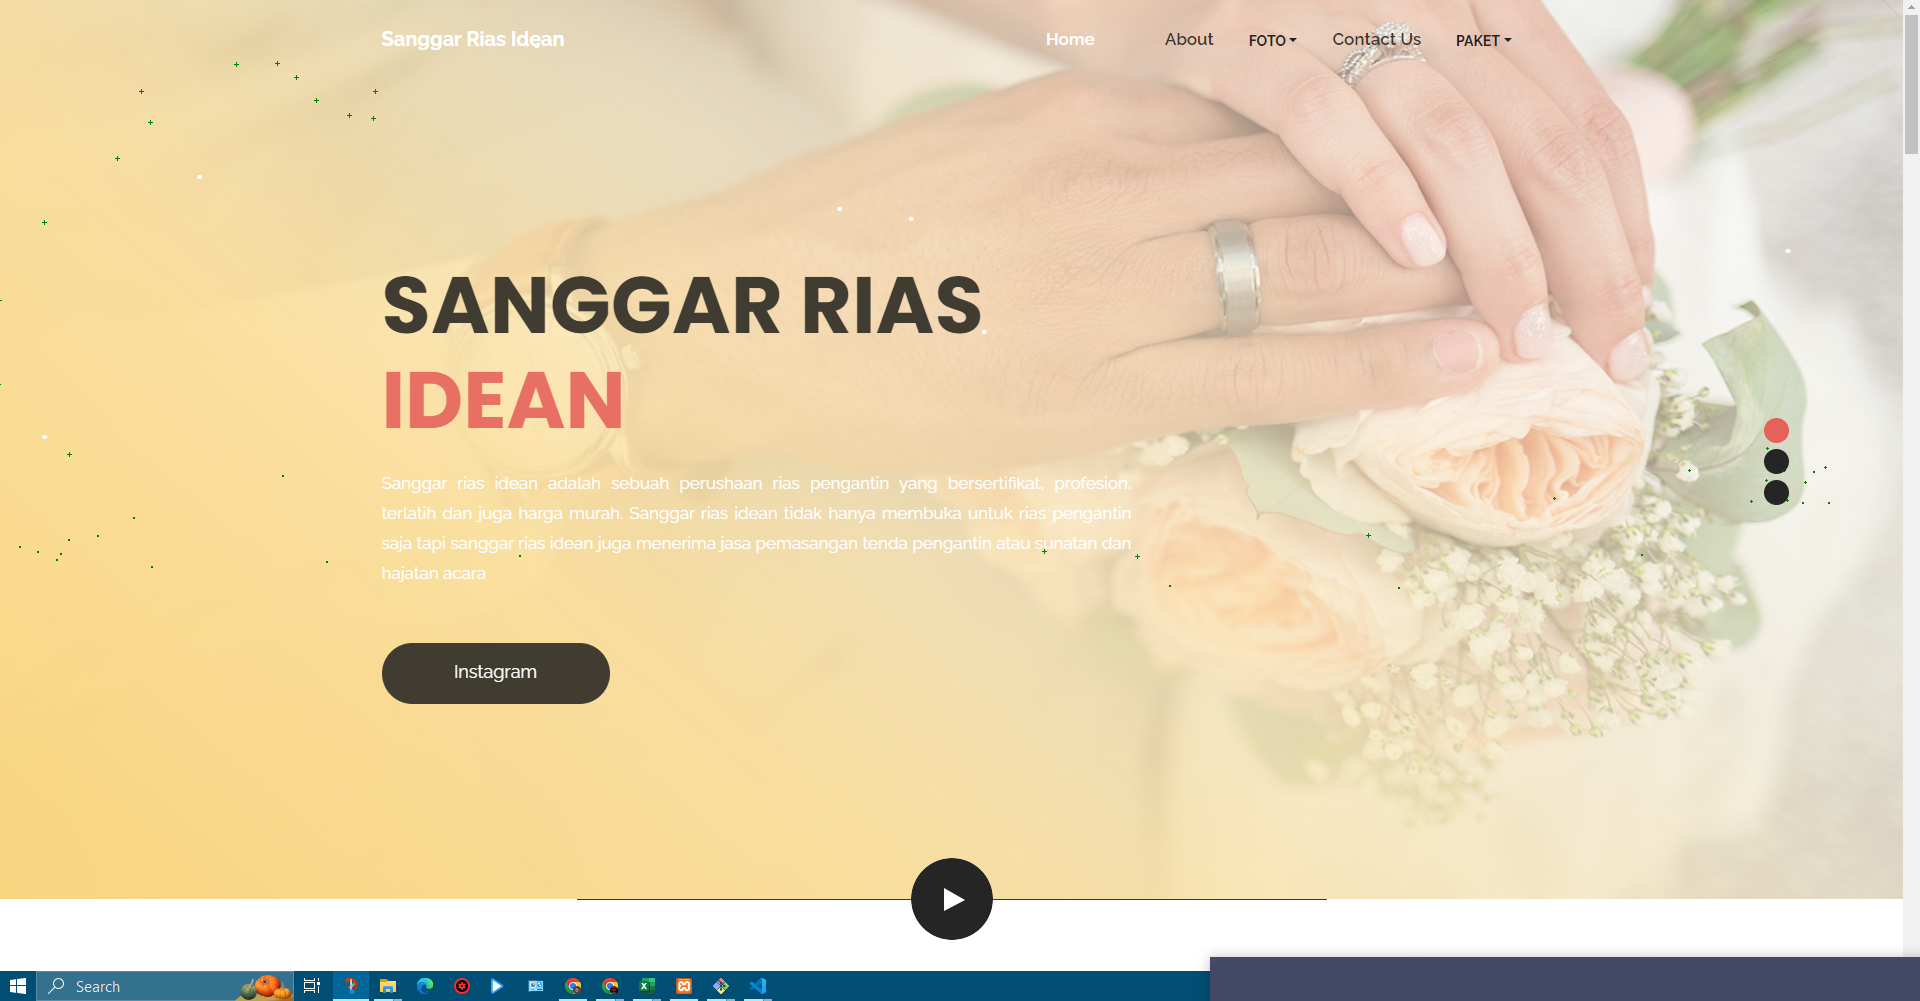 Sanggar Rias Idean
Home About FOTO Contact Us PAKET
SANGGAR RIAS
IDEAN
Sanggar rias idean adalah sebuah perushaan rias pengantin yang bersertifikat, profesion,
terlatih dan juga harga murah. Sanggar rias idean tidak hanya membuka untuk rias pengantin
saja tapi sanggar rias idean juga menerima jasa pemasangan tenda pengantin atau sunatan dan
hajatan acara
Instagram
Search